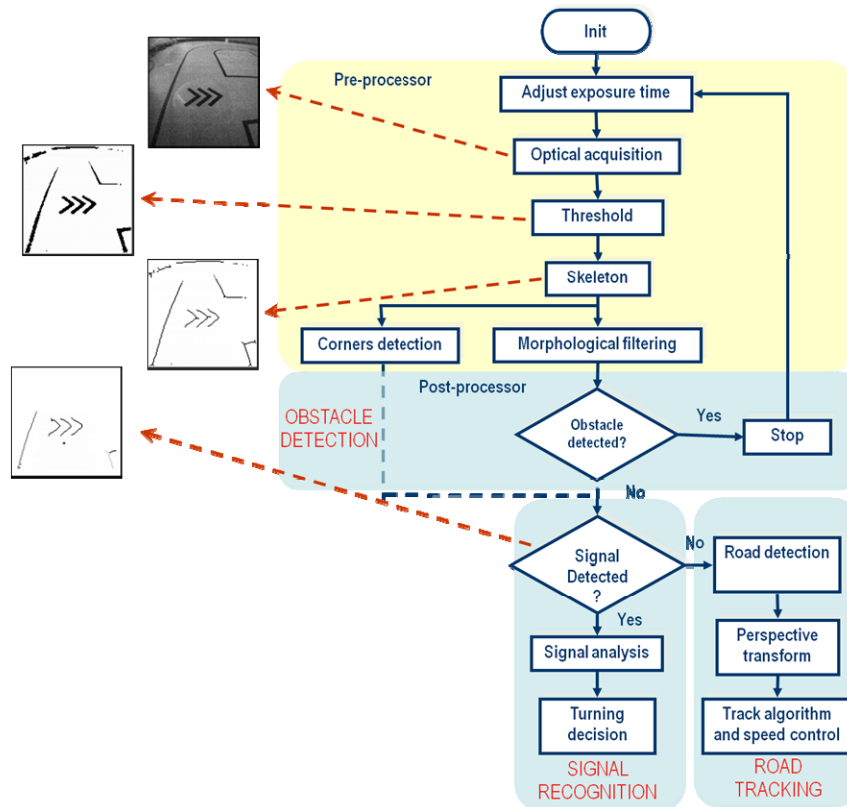 Init
Pre-processor
Adjust exposure time
Optical acquisition
Threshold
Skeleton
Corners detection
Morphological filtering
Post-processor
OBSTACLE
DETECTION
Obstacle
detected?
Yes
Stop
No
Signal
Detected
?
No
Road detection
Yes
Signal analysis
Perspective
transform
Turning
decision
Track algorithm
and speed control
SIGNAL
RECOGNITION
ROAD
TRACKING